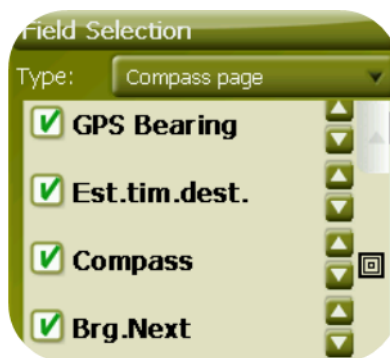 Field Selection
Type: Compass page
GPS Bearing
Est.tim.dest.
Compass
Brg.Next